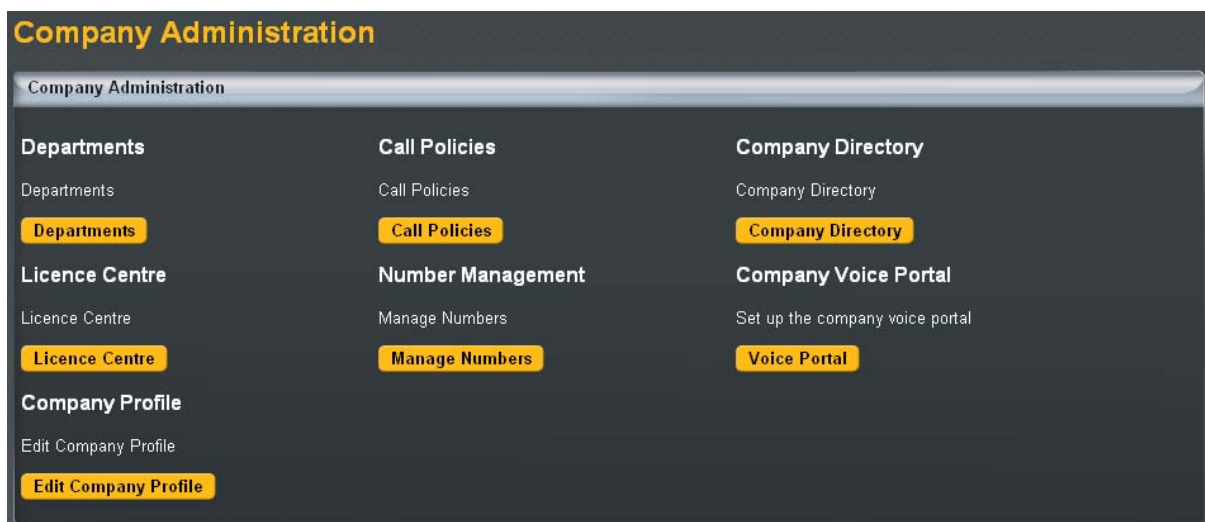 Company Administration
Company Administration
Departments
Call Policies
Company Directory
Departments
Call Policies
Company Directory
Departments
Call Policies
Company Directory
Licence Centre
Number Management
Company Voice Portal
Licence Centre
Manage Numbers
Set up the company voice portal
Licence Centre
Manage Numbers
Voice Portal
Company Profile
Edit Company Profile
Edit Company Profile